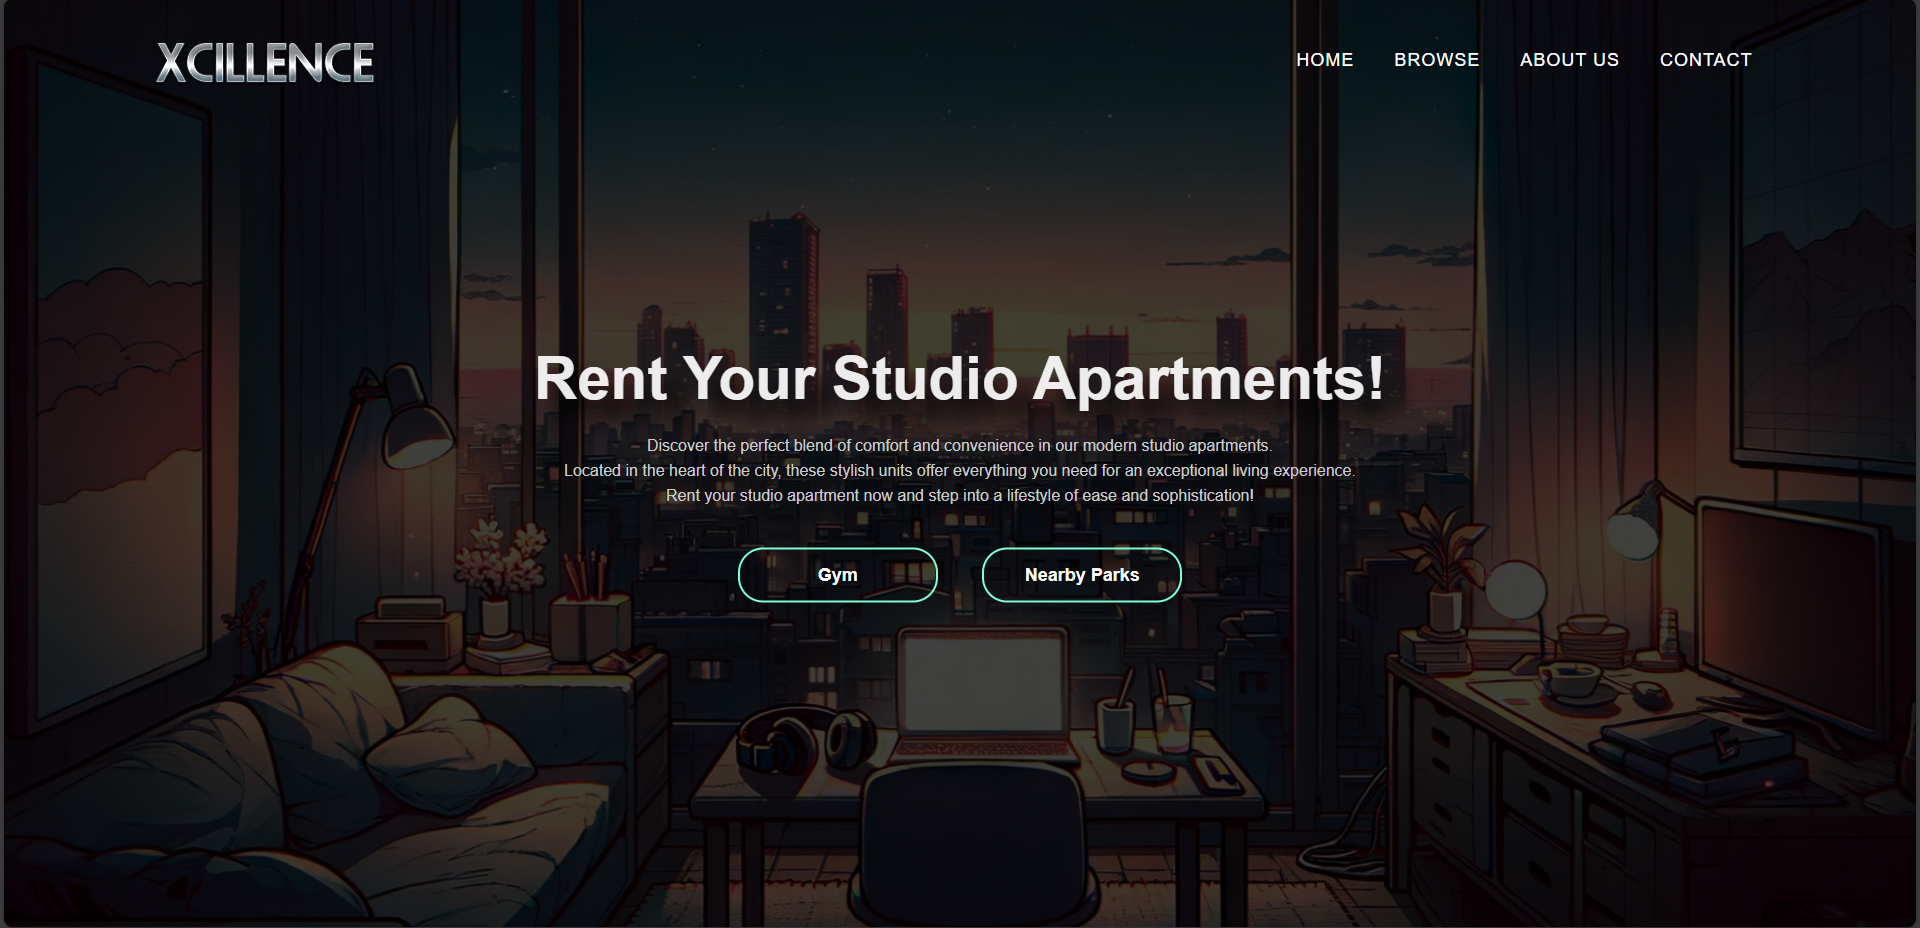 XCILLENCE
HOME BROWSE ABOUT US CONTACT
Rent Your Studio Apartments!
Discover the perfect blend of comfort and convenience in our modern studio apartments.
Located in the heart of the city, these stylish units offer everything you need for an exceptional living experience.
Rent your studio apartment now and step into a lifestyle of ease and sophistication!
Gym Nearby Parks